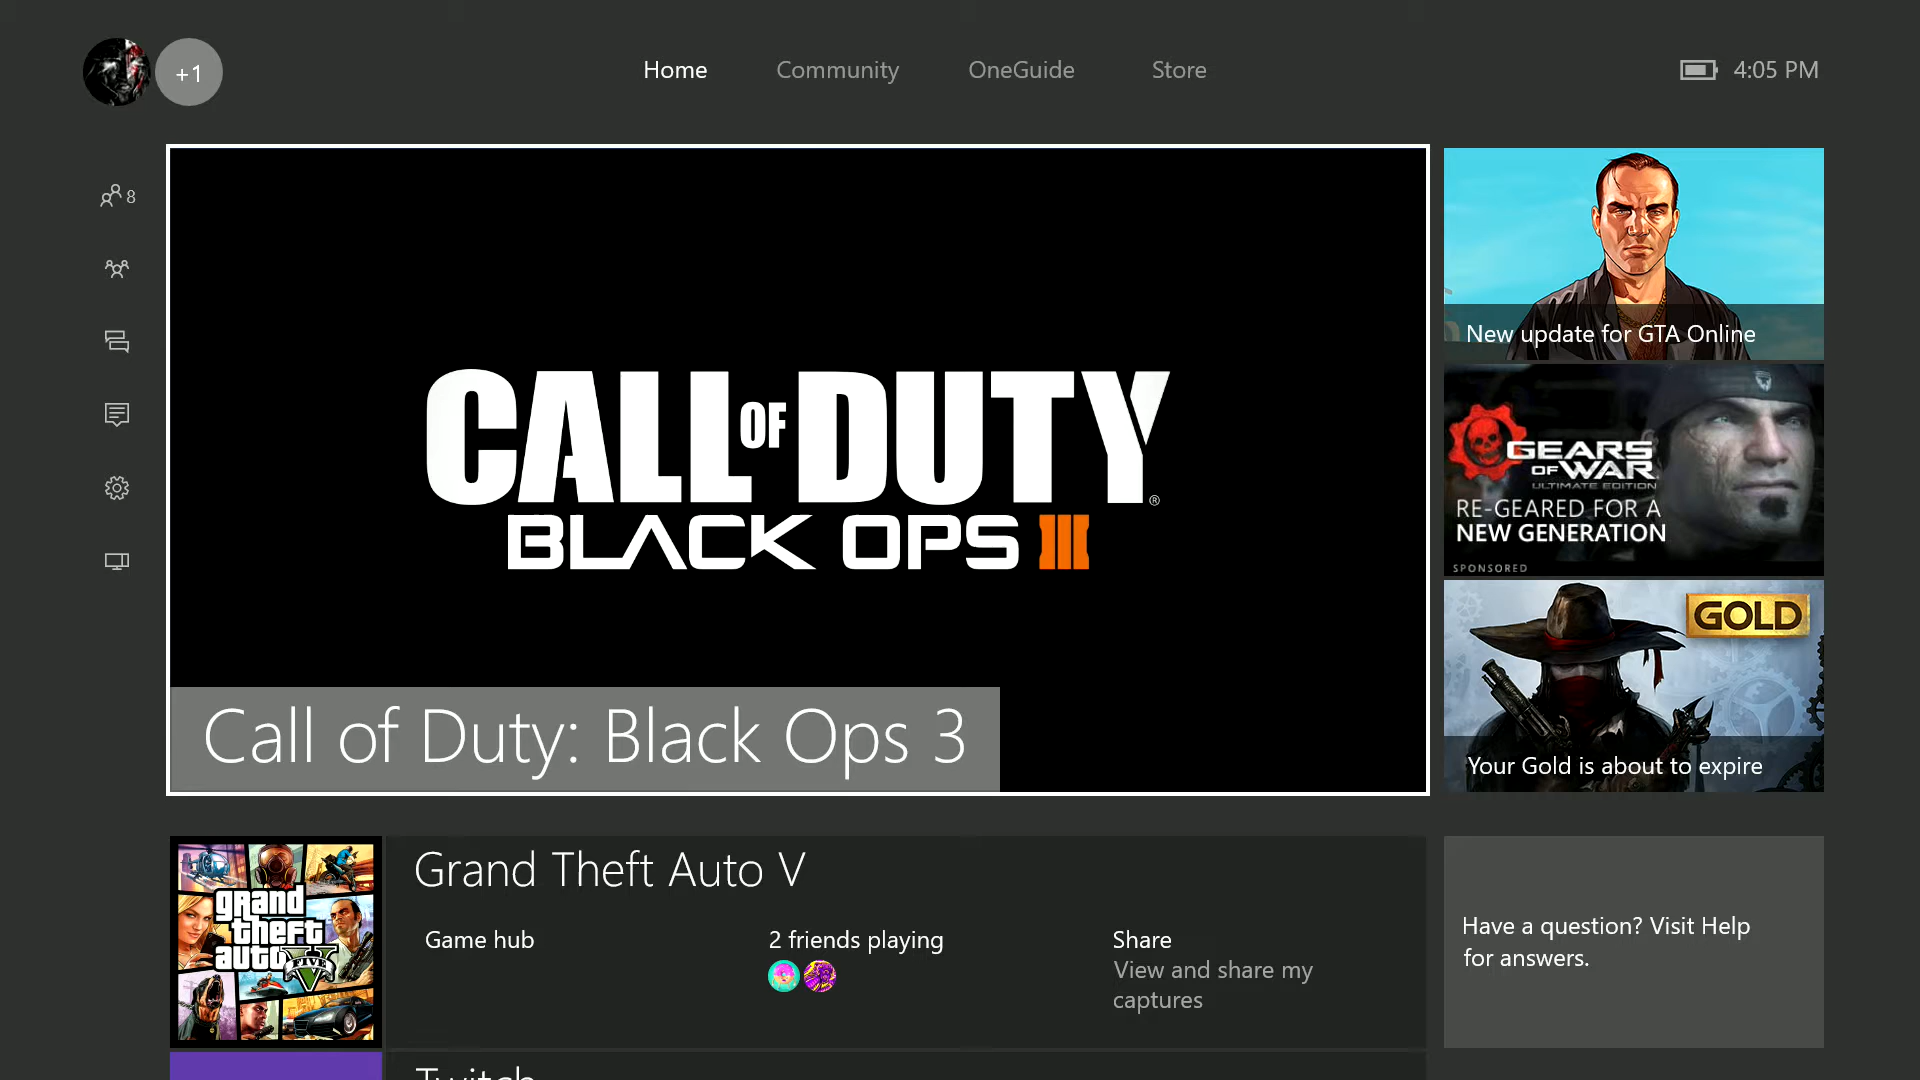 +1
Home
Community
OneGuide
Store
4:05 PM
8
CALL OF DUTY®
BLACK OPS III
Call of Duty: Black Ops 3
New update for GTA Online
GEARS
OF WAR
ULTIMATE EDITION
RE-GEARED FOR A
NEW GENERATION
SPONSORED
GOLD
Your Gold is about to expire
grand
theft
auto
V
FIVE
Grand Theft Auto V
Game hub
2 friends playing
Share
View and share my
captures
Have a question? Visit Help
for answers.
Twitch